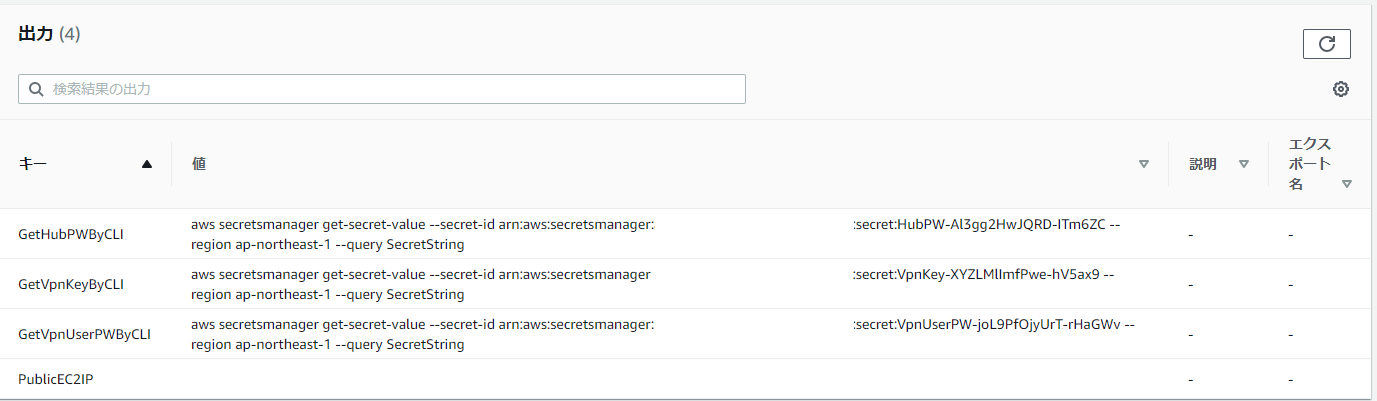 出力 (4)
検索結果の出力
キー
値
説明
エクス
ポート
名
GetHubPWByCLI
aws secretsmanager get-secret-value --secret-id arn:aws:secretsmanager: :secret:HubPW-Al3gg2HwJQRD-ITm6ZC --
region ap-northeast-1 --query SecretString
-
-
GetVpnKeyByCLI
aws secretsmanager get-secret-value --secret-id arn:aws:secretsmanager :secret:VpnKey-XYZLMlImfPwe-hV5ax9 --
region ap-northeast-1 --query SecretString
-
-
GetVpnUserPWByCLI
aws secretsmanager get-secret-value --secret-id arn:aws:secretsmanager: :secret:VpnUserPW-joL9PfOjyUrT-rHaGWv --
region ap-northeast-1 --query SecretString
-
-
PublicEC2IP
-
-